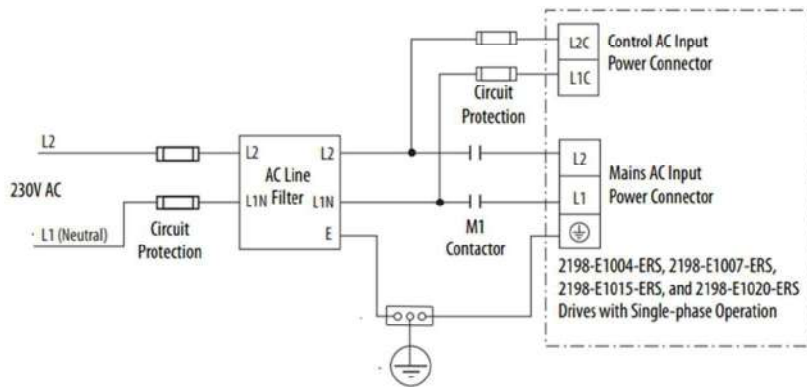 L2C
Control AC Input
Power Connector
L1C
Circuit
Protection
L2
230V AC
L1 (Neutral)
Circuit
Protection
L2
L2
AC Line
Filter
L1N
L1N
E
M1
Contactor
L2
L1
Mains AC Input
Power Connector
2198-E1004-ERS, 2198-E1007-ERS,
2198-E1015-ERS, and 2198-E1020-ERS
Drives with Single-phase Operation